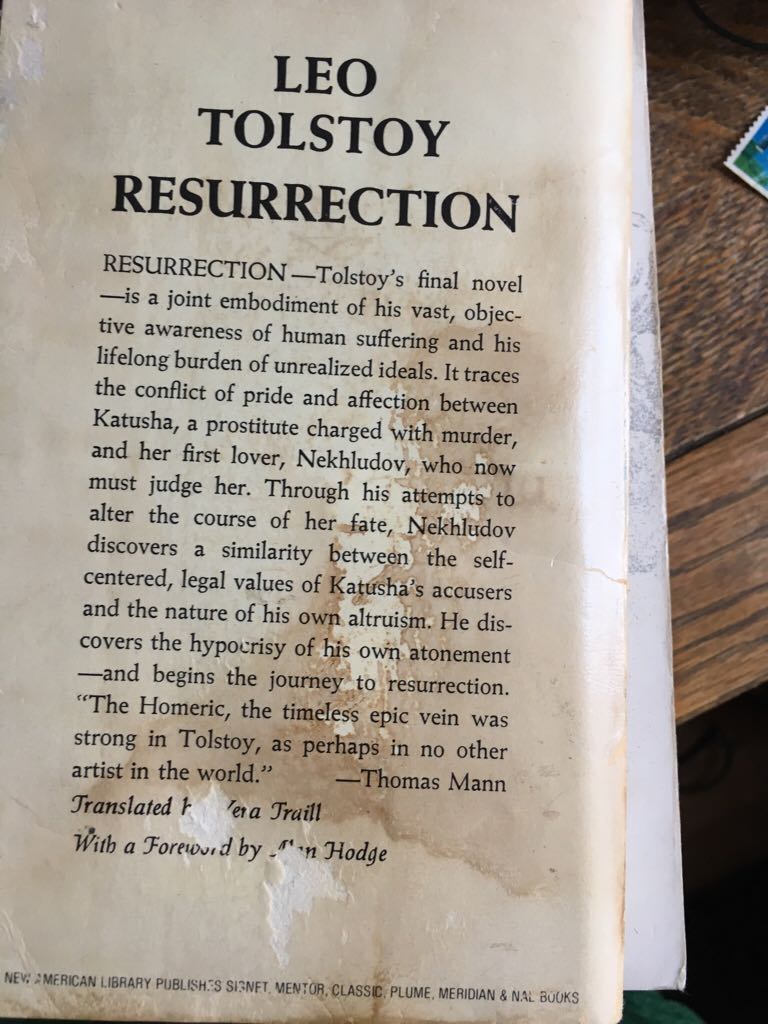 LEO
TOLSTOY
RESURRECTION
RESURRECTION—Tolstoy's final novel
—is a joint embodiment of his vast, objec-
tive awareness of human suffering and his
lifelong burden of unrealized ideals. It traces
the conflict of pride and affection between
Katusha, a prostitute charged with murder,
and her first lover, Nekhludov, who now
must judge her. Through his attempts to
alter the course of her fate, Nekhludov
discovers a similarity between the self-
centered, legal values of Katusha's accusers
and the nature of his own altruism. He dis-
covers the hypocrisy of his own atonement
—and begins the journey to resurrection.
"The Homeric, the timeless epic vein was
strong in Tolstoy, as perhaps in no other
artist in the world." —Thomas Mann
Translated Traill
With a Foreword by Hodge
NEW AMERICAN LIBRARY PUBLISHES SIGNET, MENTOR, CLASSIC, PLUME, MERIDIAN & NAL BOOKS